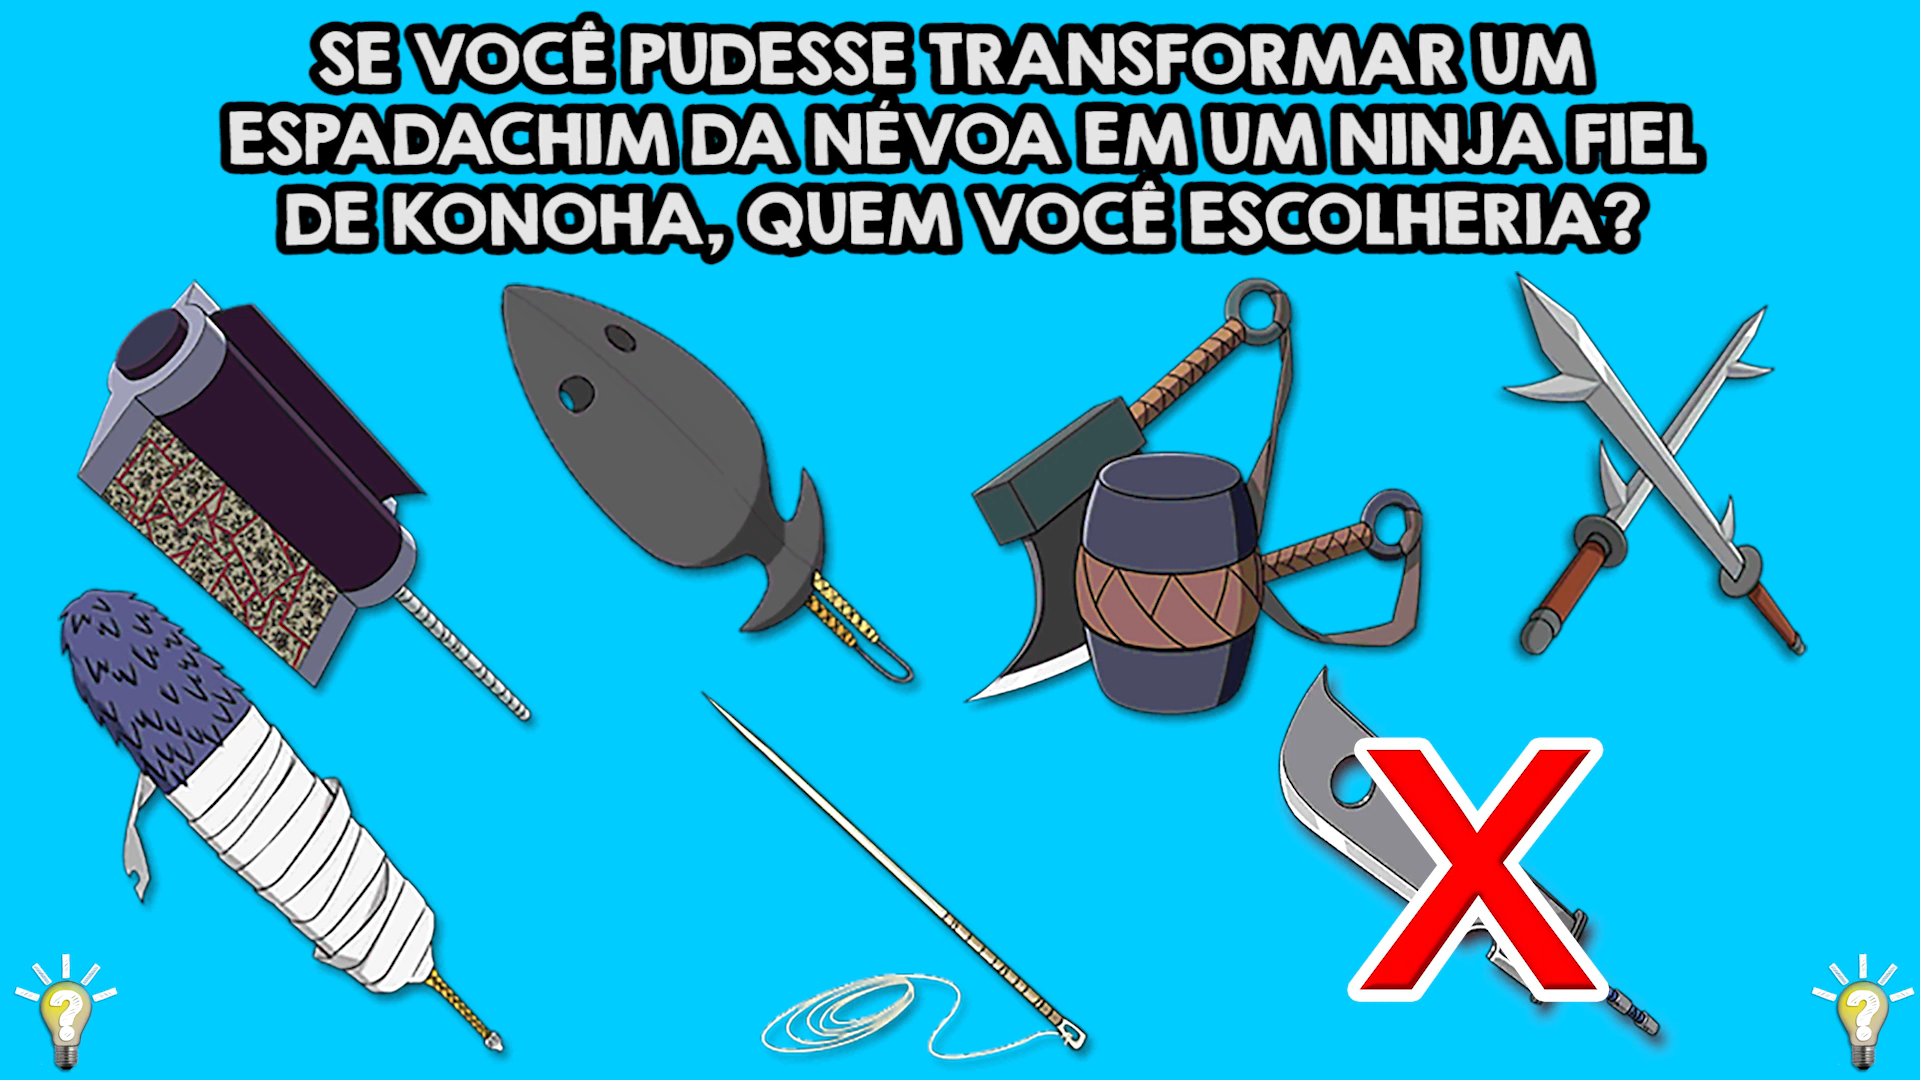 SE VOCÊ PUDESSE TRANSFORMAR UM
ESPADACHIM DA NÉVOA EM UM NINJA FIEL
DE KONOHA, QUEM VOCÊ ESCOLHERIA?
X
?
?